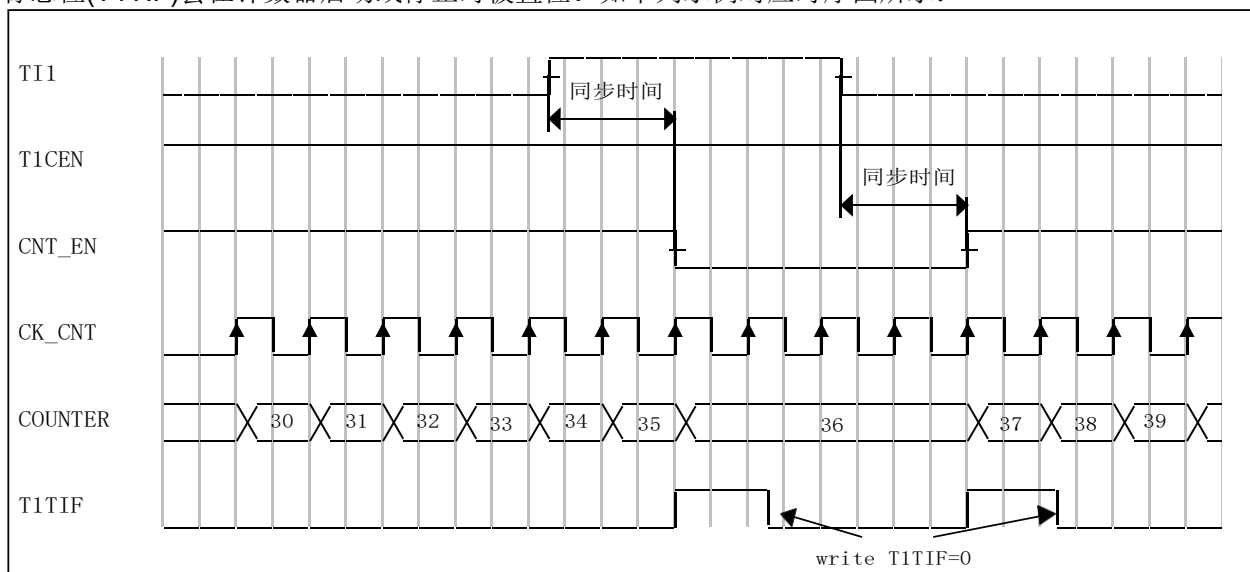 TI1
同步时间
T1CEN
同步时间
CNT_EN
CK_CNT
COUNTER 30 31 32 33 34 35 36 37 38 39
T1TIF
write T1TIF=0